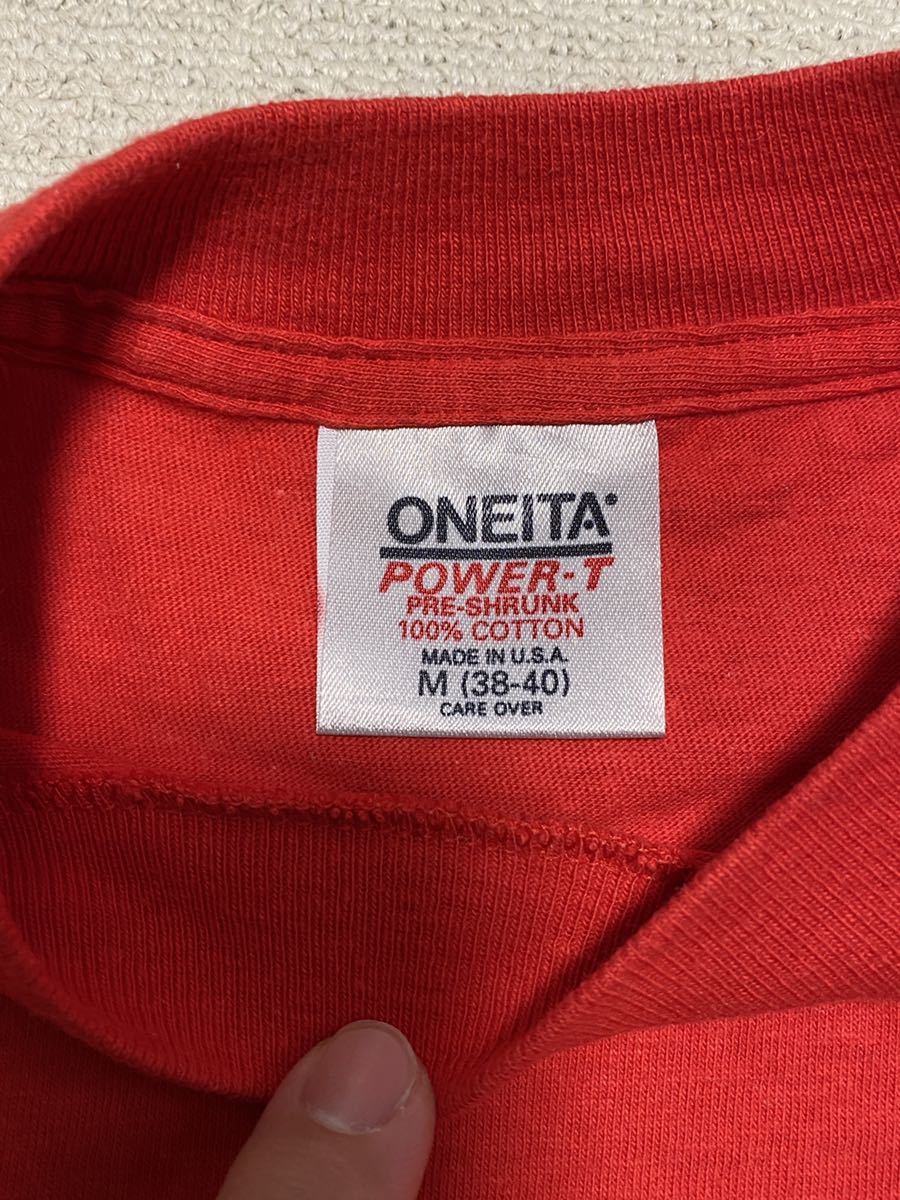 ONEITA
POWER-T
PRE-SHRUNK
100% COTTON
MADE IN U.S.A.
M (38-40)
CARE OVER